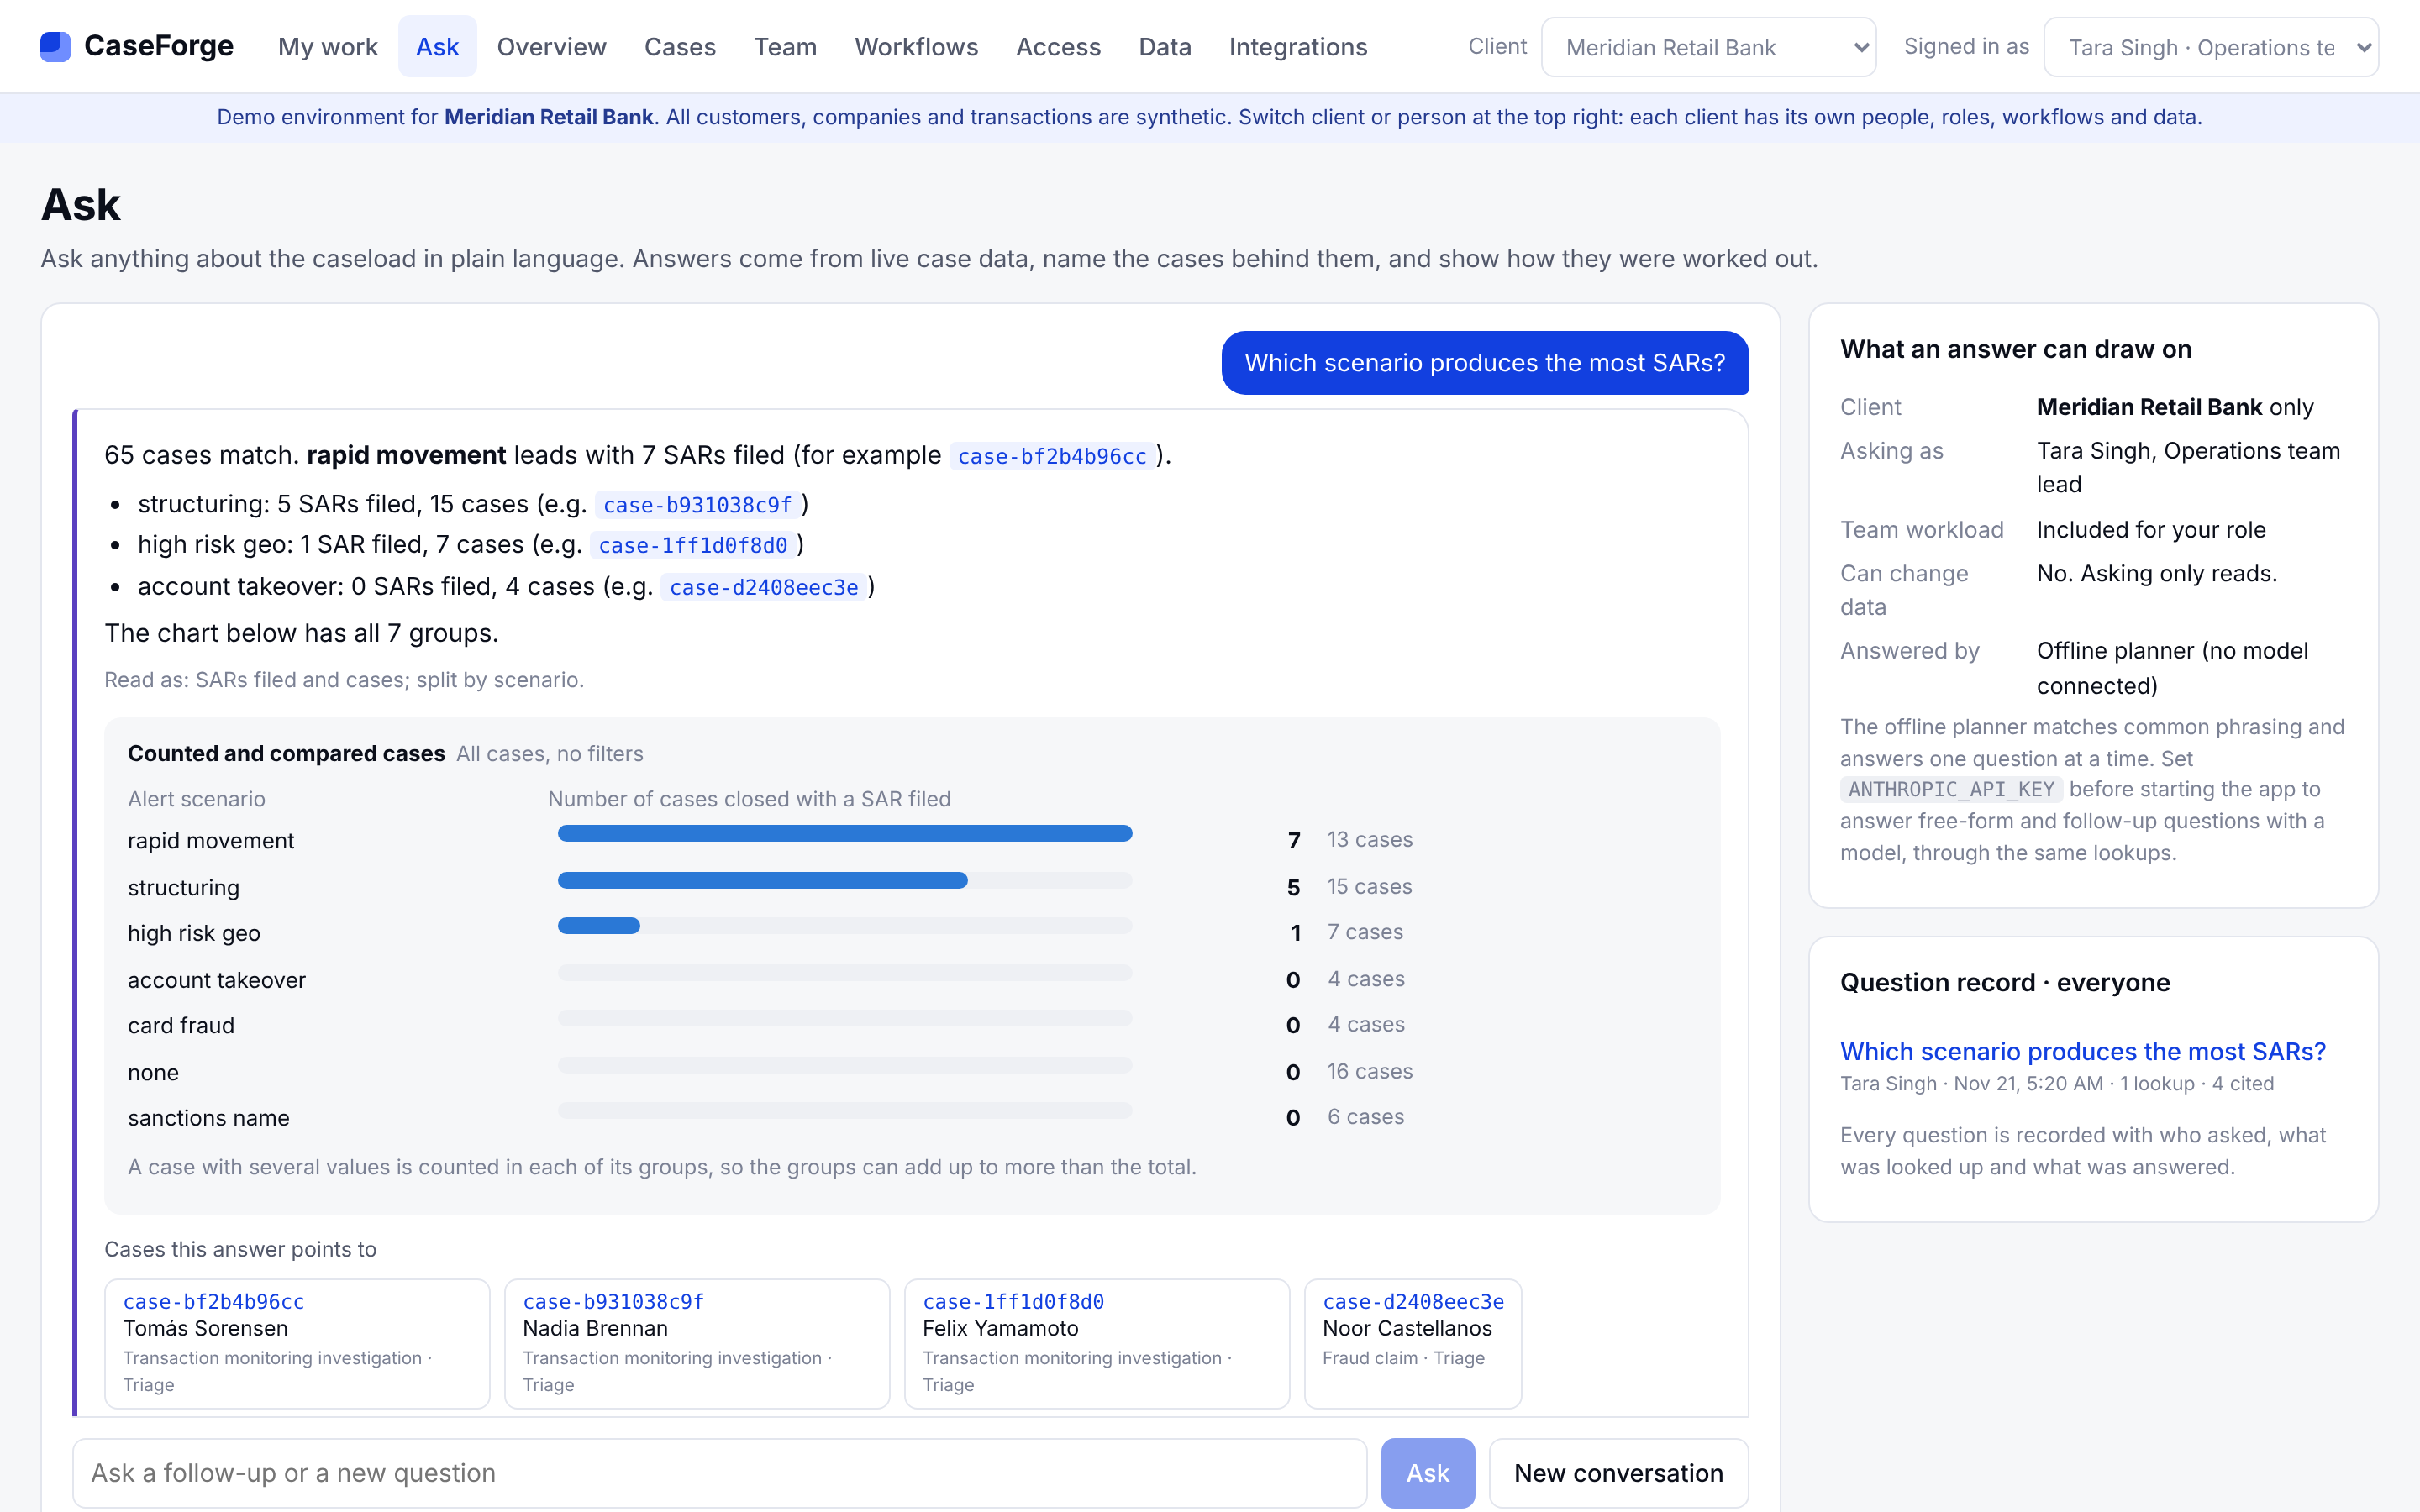 CaseForge
My work
Ask
Overview
Cases
Team
Workflows
Access
Data
Integrations
Client
Meridian Retail Bank
Signed in as
Tara Singh · Operations te
Demo environment for Meridian Retail Bank. All customers, companies and transactions are synthetic. Switch client or person at the top right: each client has its own people, roles, workflows and data.
Ask
Ask anything about the caseload in plain language. Answers come from live case data, name the cases behind them, and show how they were worked out.
Which scenario produces the most SARs?
65 cases match. rapid movement leads with 7 SARs filed (for example case-bf2b4b96cc).
• structuring: 5 SARs filed, 15 cases (e.g. case-b931038c9f)
• high risk geo: 1 SAR filed, 7 cases (e.g. case-1ff1d0f8d0)
• account takeover: 0 SARs filed, 4 cases (e.g. case-d2408eec3e)
The chart below has all 7 groups.
Read as: SARs filed and cases; split by scenario.
Counted and compared cases All cases, no filters
Alert scenario Number of cases closed with a SAR filed
rapid movement 7 13 cases
structuring 5 15 cases
high risk geo 1 7 cases
account takeover 0 4 cases
card fraud 0 4 cases
none 0 16 cases
sanctions name 0 6 cases
A case with several values is counted in each of its groups, so the groups can add up to more than the total.
Cases this answer points to
case-bf2b4b96cc
Tomás Sorensen
Transaction monitoring investigation ·
Triage
case-b931038c9f
Nadia Brennan
Transaction monitoring investigation ·
Triage
case-1ff1d0f8d0
Felix Yamamoto
Transaction monitoring investigation ·
Triage
case-d2408eec3e
Noor Castellanos
Fraud claim · Triage
Ask a follow-up or a new question
Ask
New conversation
What an answer can draw on
Client Meridian Retail Bank only
Asking as Tara Singh, Operations team
lead
Team workload Included for your role
Can change No. Asking only reads.
data
Answered by Offline planner (no model
connected)
The offline planner matches common phrasing and
answers one question at a time. Set
ANTHROPIC_API_KEY before starting the app to
answer free-form and follow-up questions with a
model, through the same lookups.
Question record · everyone
Which scenario produces the most SARs?
Tara Singh · Nov 21, 5:20 AM · 1 lookup · 4 cited
Every question is recorded with who asked, what
was looked up and what was answered.